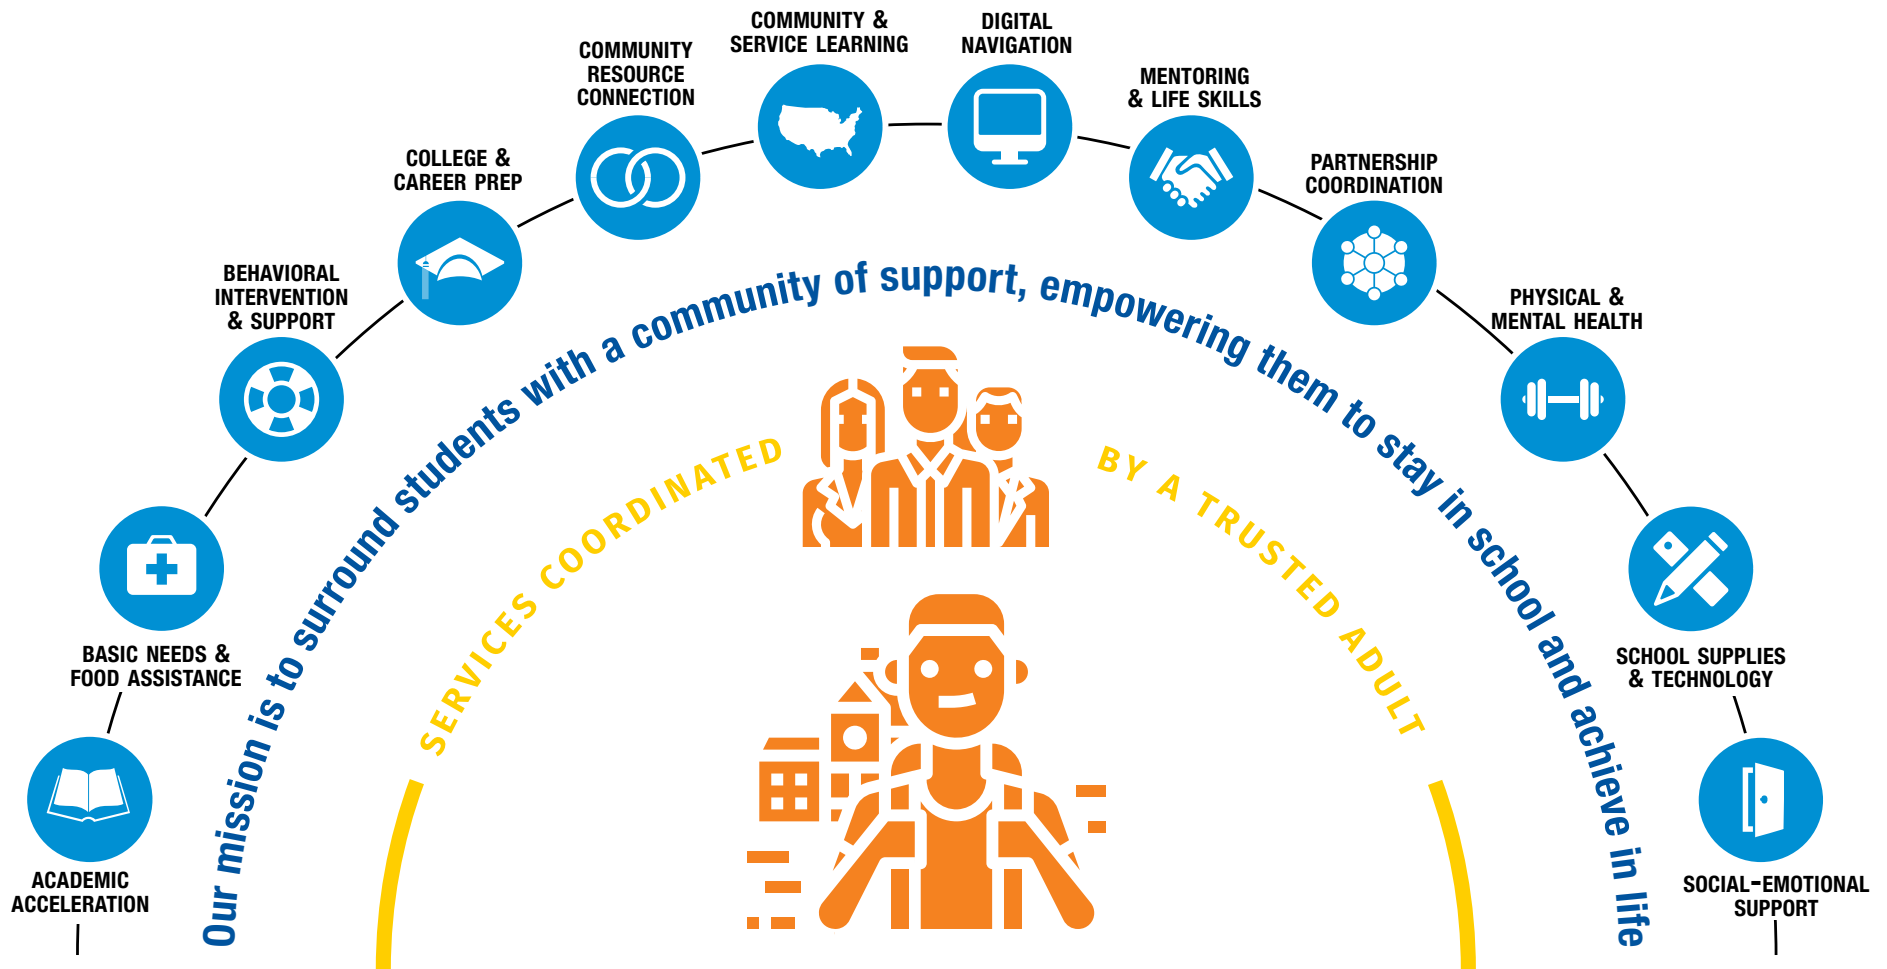 COMMUNITY &
SERVICE LEARNING
DIGITAL
NAVIGATION
COMMUNITY
RESOURCE
CONNECTION
MENTORING
& LIFE SKILLS
COLLEGE &
CAREER PREP
PARTNERSHIP
COORDINATION
BEHAVIORAL
INTERVENTION
& SUPPORT
PHYSICAL &
MENTAL HEALTH
BASIC NEEDS &
FOOD ASSISTANCE
SCHOOL SUPPLIES
& TECHNOLOGY
ACADEMIC
ACCELERATION
SOCIAL-EMOTIONAL
SUPPORT
Our mission is to surround students with a community of support, empowering them to stay in school and achieve in life
SERVICES COORDINATED BY A TRUSTED ADULT